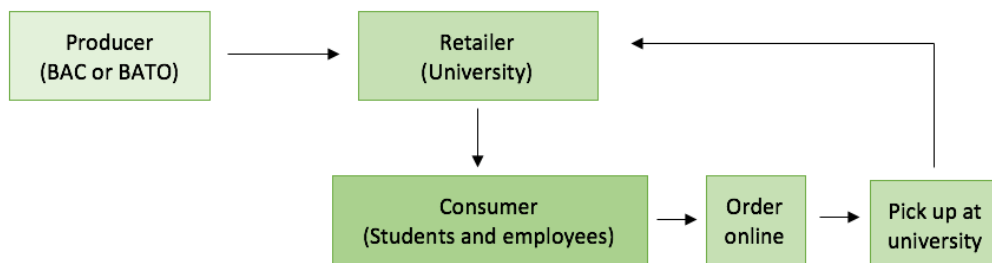 Producer
(BAC or BATO)
Retailer
(University)
Consumer
(Students and employees)
Order
online
Pick up at
university